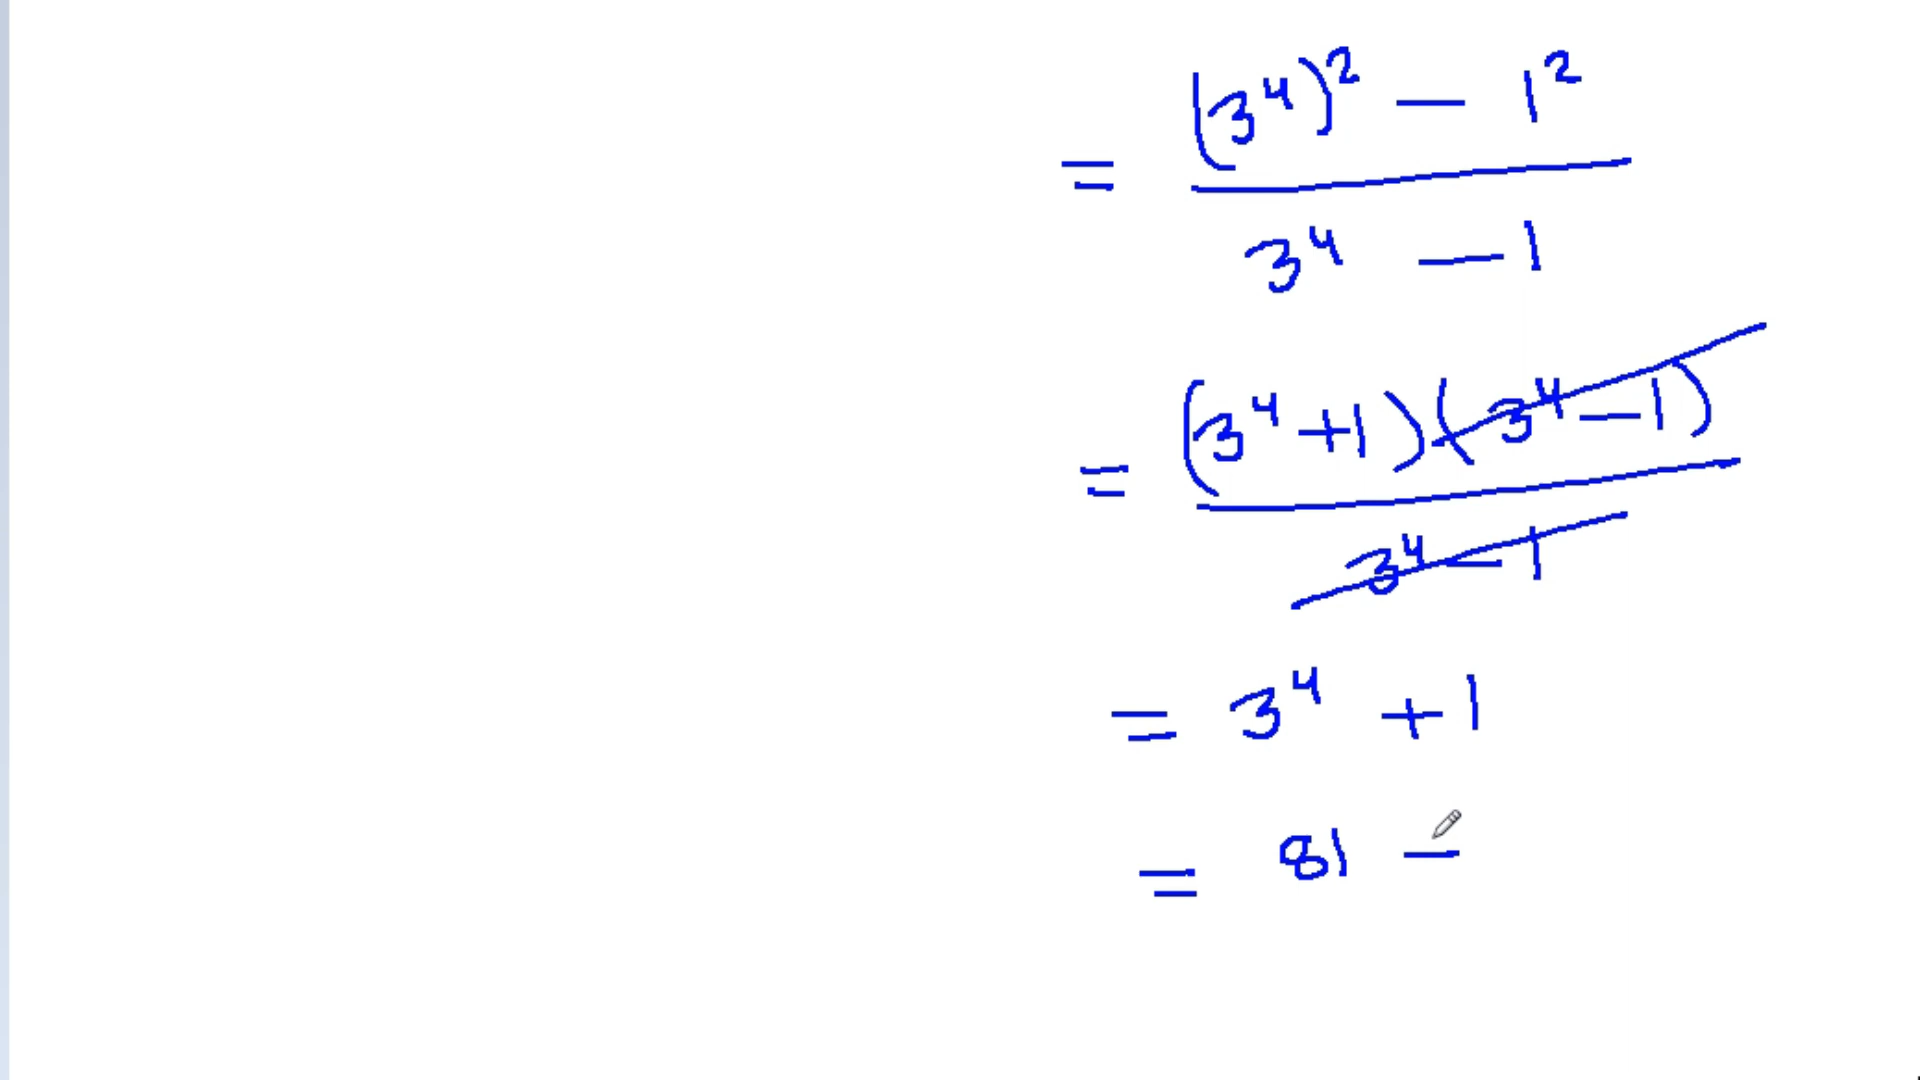 = (3⁴)² − 1²
3⁴ − 1
= (3⁴ + 1)(3⁴ − 1)
3⁴ − 1
= 3⁴ + 1
= 81 −